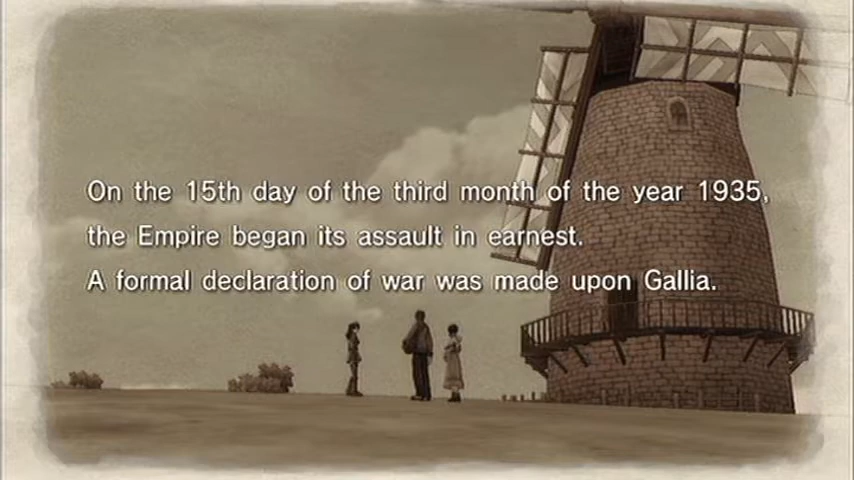 On the 15th day of the third month of the year 1935,
the Empire began its assault in earnest.
A formal declaration of war was made upon Gallia.